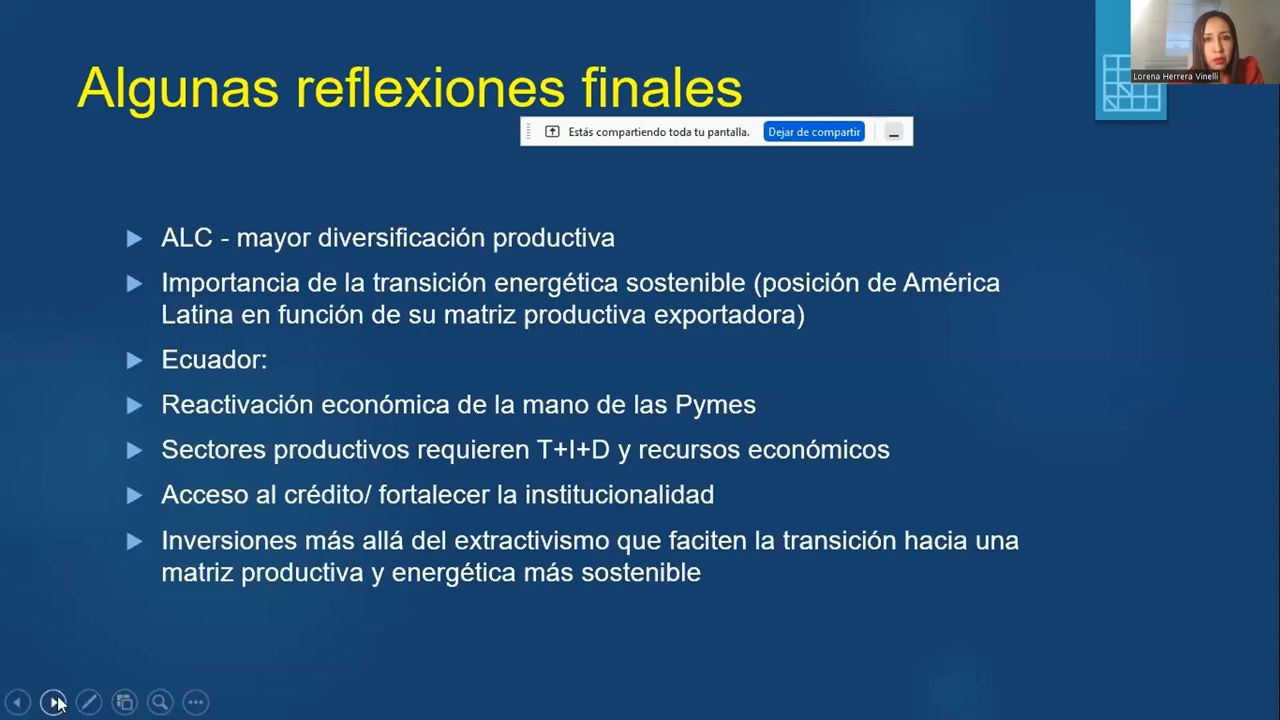 Algunas reflexiones finales
Lorena Herrera Vinelli
Estás compartiendo toda tu pantalla. Dejar de compartir
ALC - mayor diversificación productiva
Importancia de la transición energética sostenible (posición de América
Latina en función de su matriz productiva exportadora)
Ecuador:
Reactivación económica de la mano de las Pymes
Sectores productivos requieren T+I+D y recursos económicos
Acceso al crédito/ fortalecer la institucionalidad
Inversiones más allá del extractivismo que faciten la transición hacia una
matriz productiva y energética más sostenible